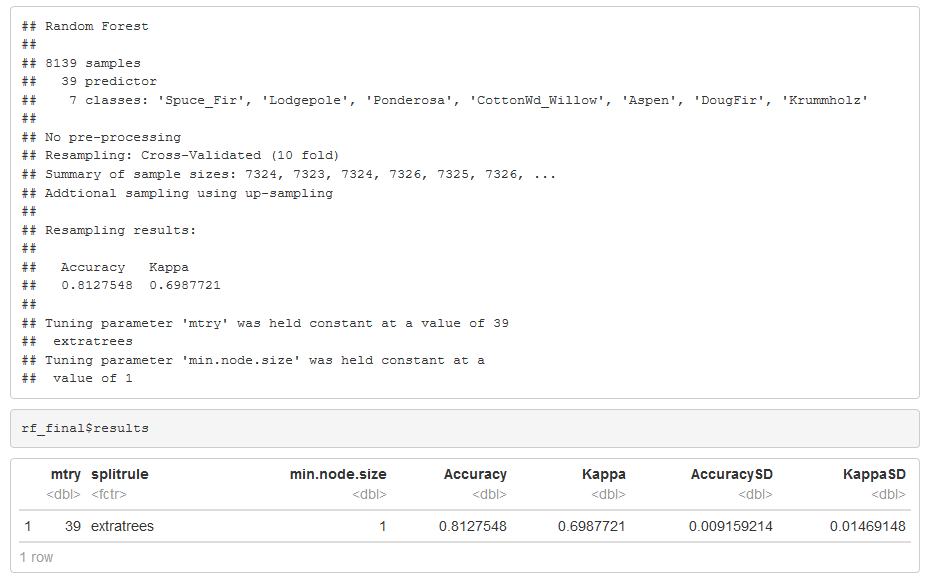 ## Random Forest
##
## 8139 samples
##   39 predictor
##    7 classes: 'Spuce_Fir', 'Lodgepole', 'Ponderosa', 'CottonWd_Willow', 'Aspen', 'DougFir', 'Krummholz'
##
## No pre-processing
## Resampling: Cross-Validated (10 fold)
## Summary of sample sizes: 7324, 7323, 7324, 7326, 7325, 7326, ...
## Addtional sampling using up-sampling
##
## Resampling results:
##
##   Accuracy   Kappa
##   0.8127548  0.6987721
##
## Tuning parameter 'mtry' was held constant at a value of 39
##  extratrees
## Tuning parameter 'min.node.size' was held constant at a
##  value of 1
rf_final$results
mtry splitrule min.node.size Accuracy Kappa AccuracySD KappaSD
<dbl> <fctr> <dbl> <dbl> <dbl> <dbl> <dbl>
1 39 extratrees 1 0.8127548 0.6987721 0.009159214 0.01469148
1 row